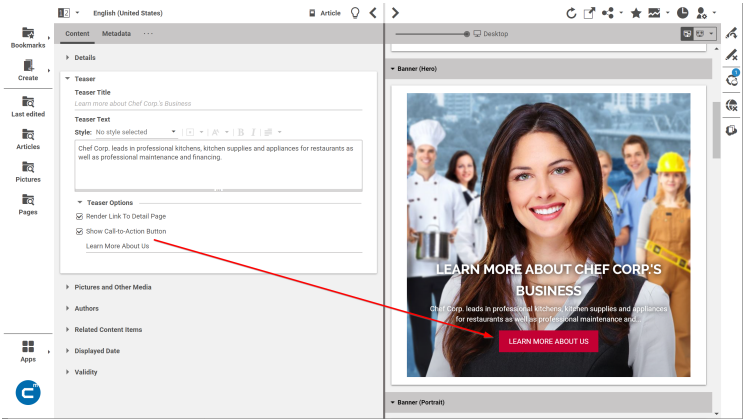 English (United States)
Article
Content
Metadata
Desktop
Bookmarks
Create
Last edited
Articles
Pictures
Pages
Apps
Details
Teaser
Teaser Title
Learn more about Chef Corp.'s Business
Teaser Text
Style: No style selected
Chef Corp. leads in professional kitchens, kitchen supplies and appliances for restaurants as
well as professional maintenance and financing.
Teaser Options
Render Link To Detail Page
Show Call-to-Action Button
Learn More About Us
Pictures and Other Media
Authors
Related Content Items
Displayed Date
Validity
Banner (Hero)
LEARN MORE ABOUT CHEF CORP.'S
BUSINESS
Chef Corp. leads in professional kitchens, kitchen supplies and appliances
for restaurants as well as professional maintenance and...
LEARN MORE ABOUT US
Banner (Portrait)
1